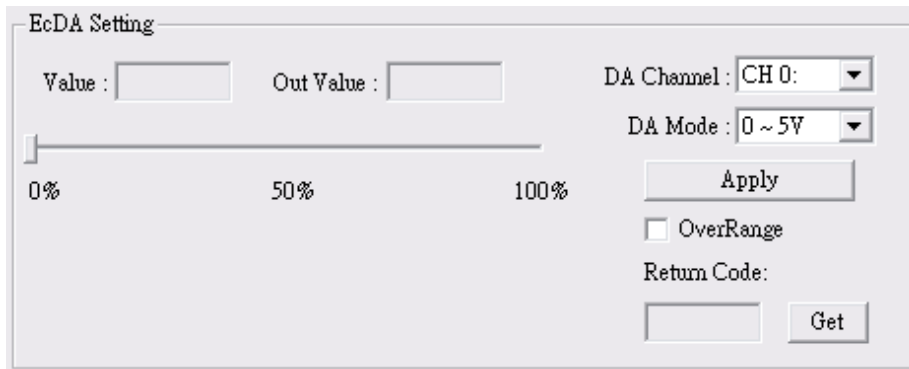 EcDA Setting
Value :
Out Value :
DA Channel : CH 0:
DA Mode : 0 ~ 5V
0%
50%
100%
Apply
OverRange
Return Code:
Get